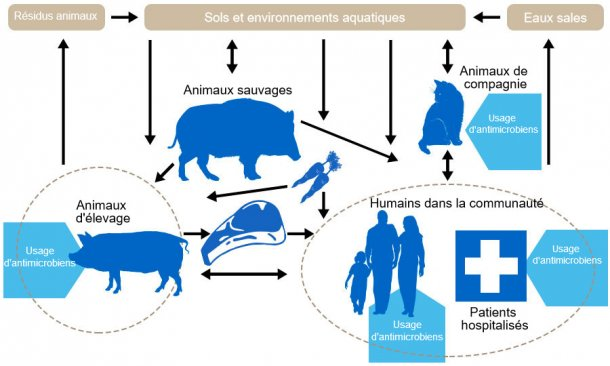 Résidus animaux
Sols et environnements aquatiques
Eaux sales
Animaux sauvages
Animaux de
compagnie
Usage
d'antimicrobiens
Animaux
d'élevage
Usage
d'antimicrobiens
Humains dans la communauté
Usage
d'antimicrobiens
Patients
hospitalisés
Usage
d'antimicrobiens